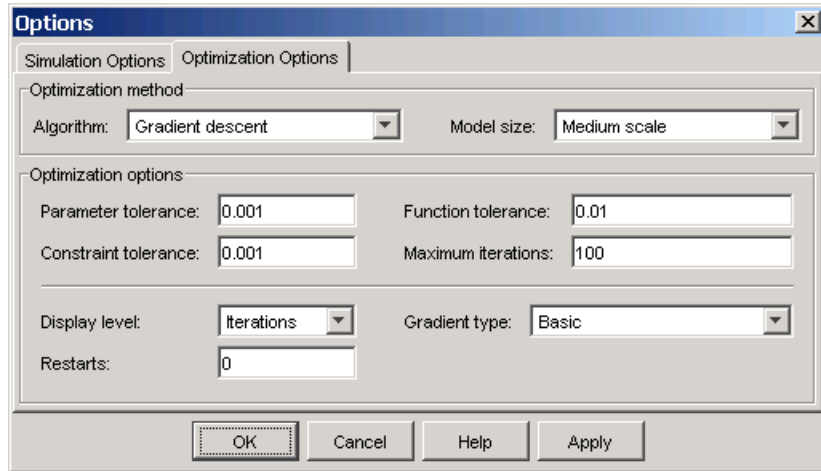 Options
Simulation Options Optimization Options
Optimization method
Algorithm: Gradient descent Model size: Medium scale
Optimization options
Parameter tolerance: 0.001 Function tolerance: 0.01
Constraint tolerance: 0.001 Maximum iterations: 100
Display level: Iterations Gradient type: Basic
Restarts: 0
OK Cancel Help Apply